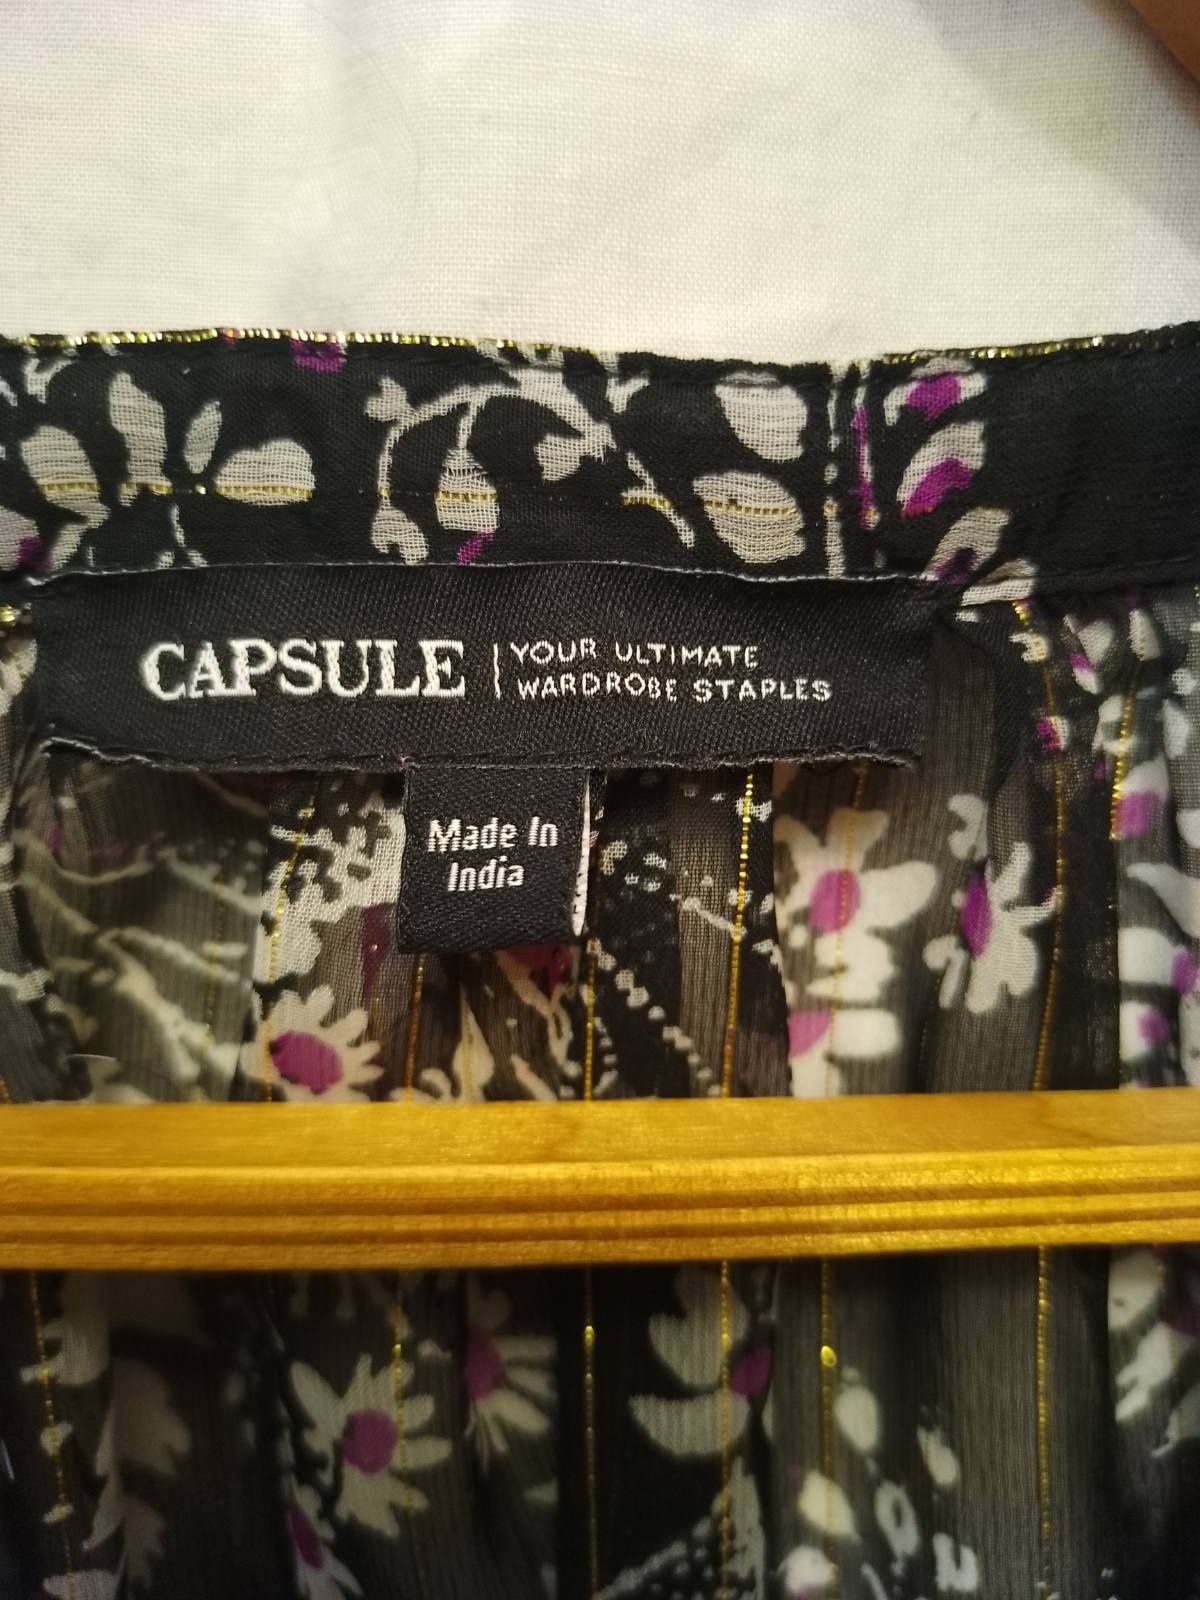 CAPSULE
YOUR ULTIMATE
WARDROBE STAPLES
Made In
India